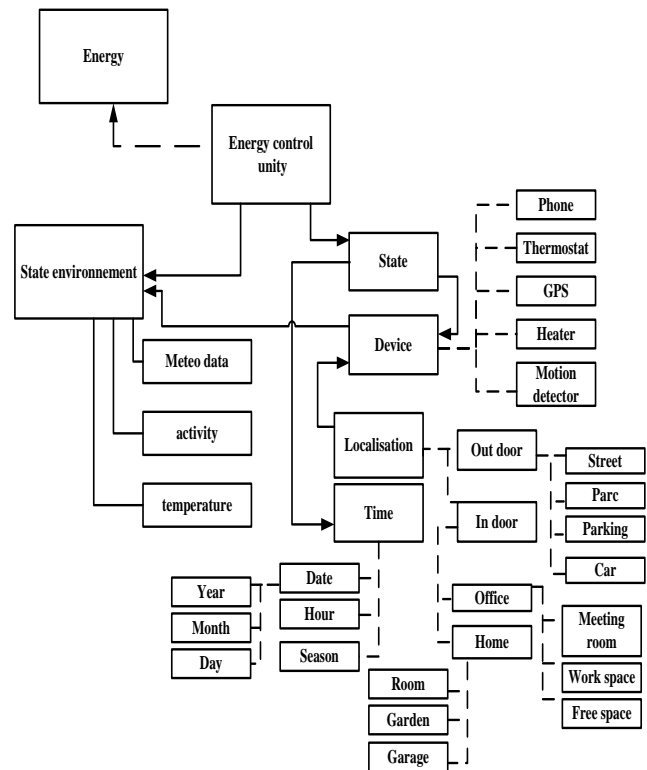 Energy
Energy control
unity
State environnement
State
Device
Phone
Thermostat
GPS
Heater
Motion
detector
Meteo data
activity
temperature
Localisation
Out door
Street
Parc
Parking
Car
Time
In door
Date
Hour
Season
Year
Month
Day
Office
Home
Meeting
room
Work space
Free space
Room
Garden
Garage